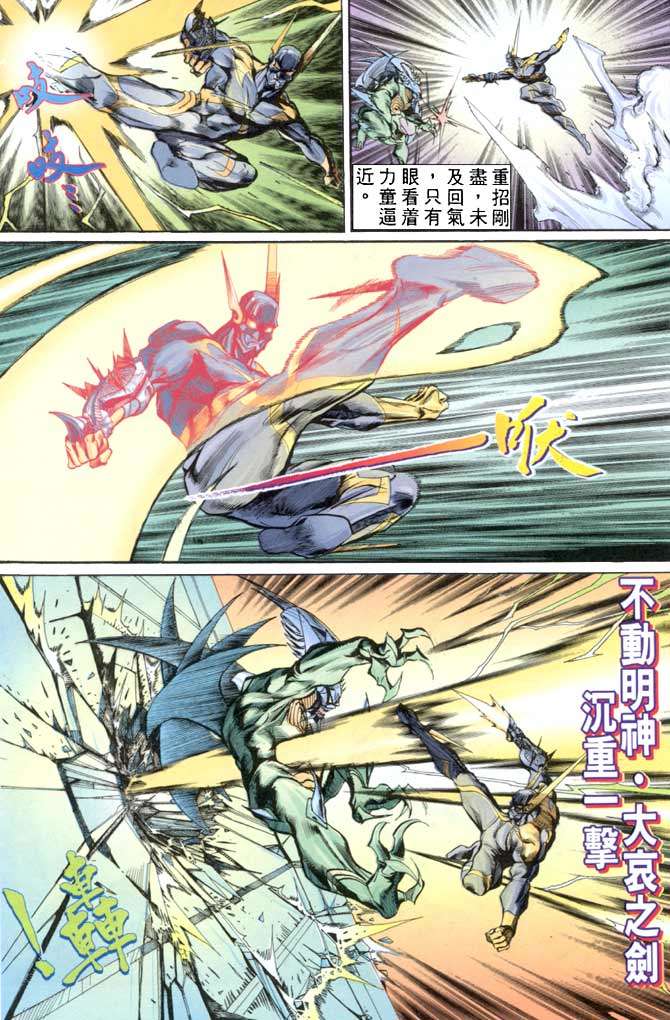 重招剛
盡，未
及回氣
，只有
眼看着
力童逼
近。
吱
吱
吠
不動明神・大哀之劍
沉重一擊
轟！